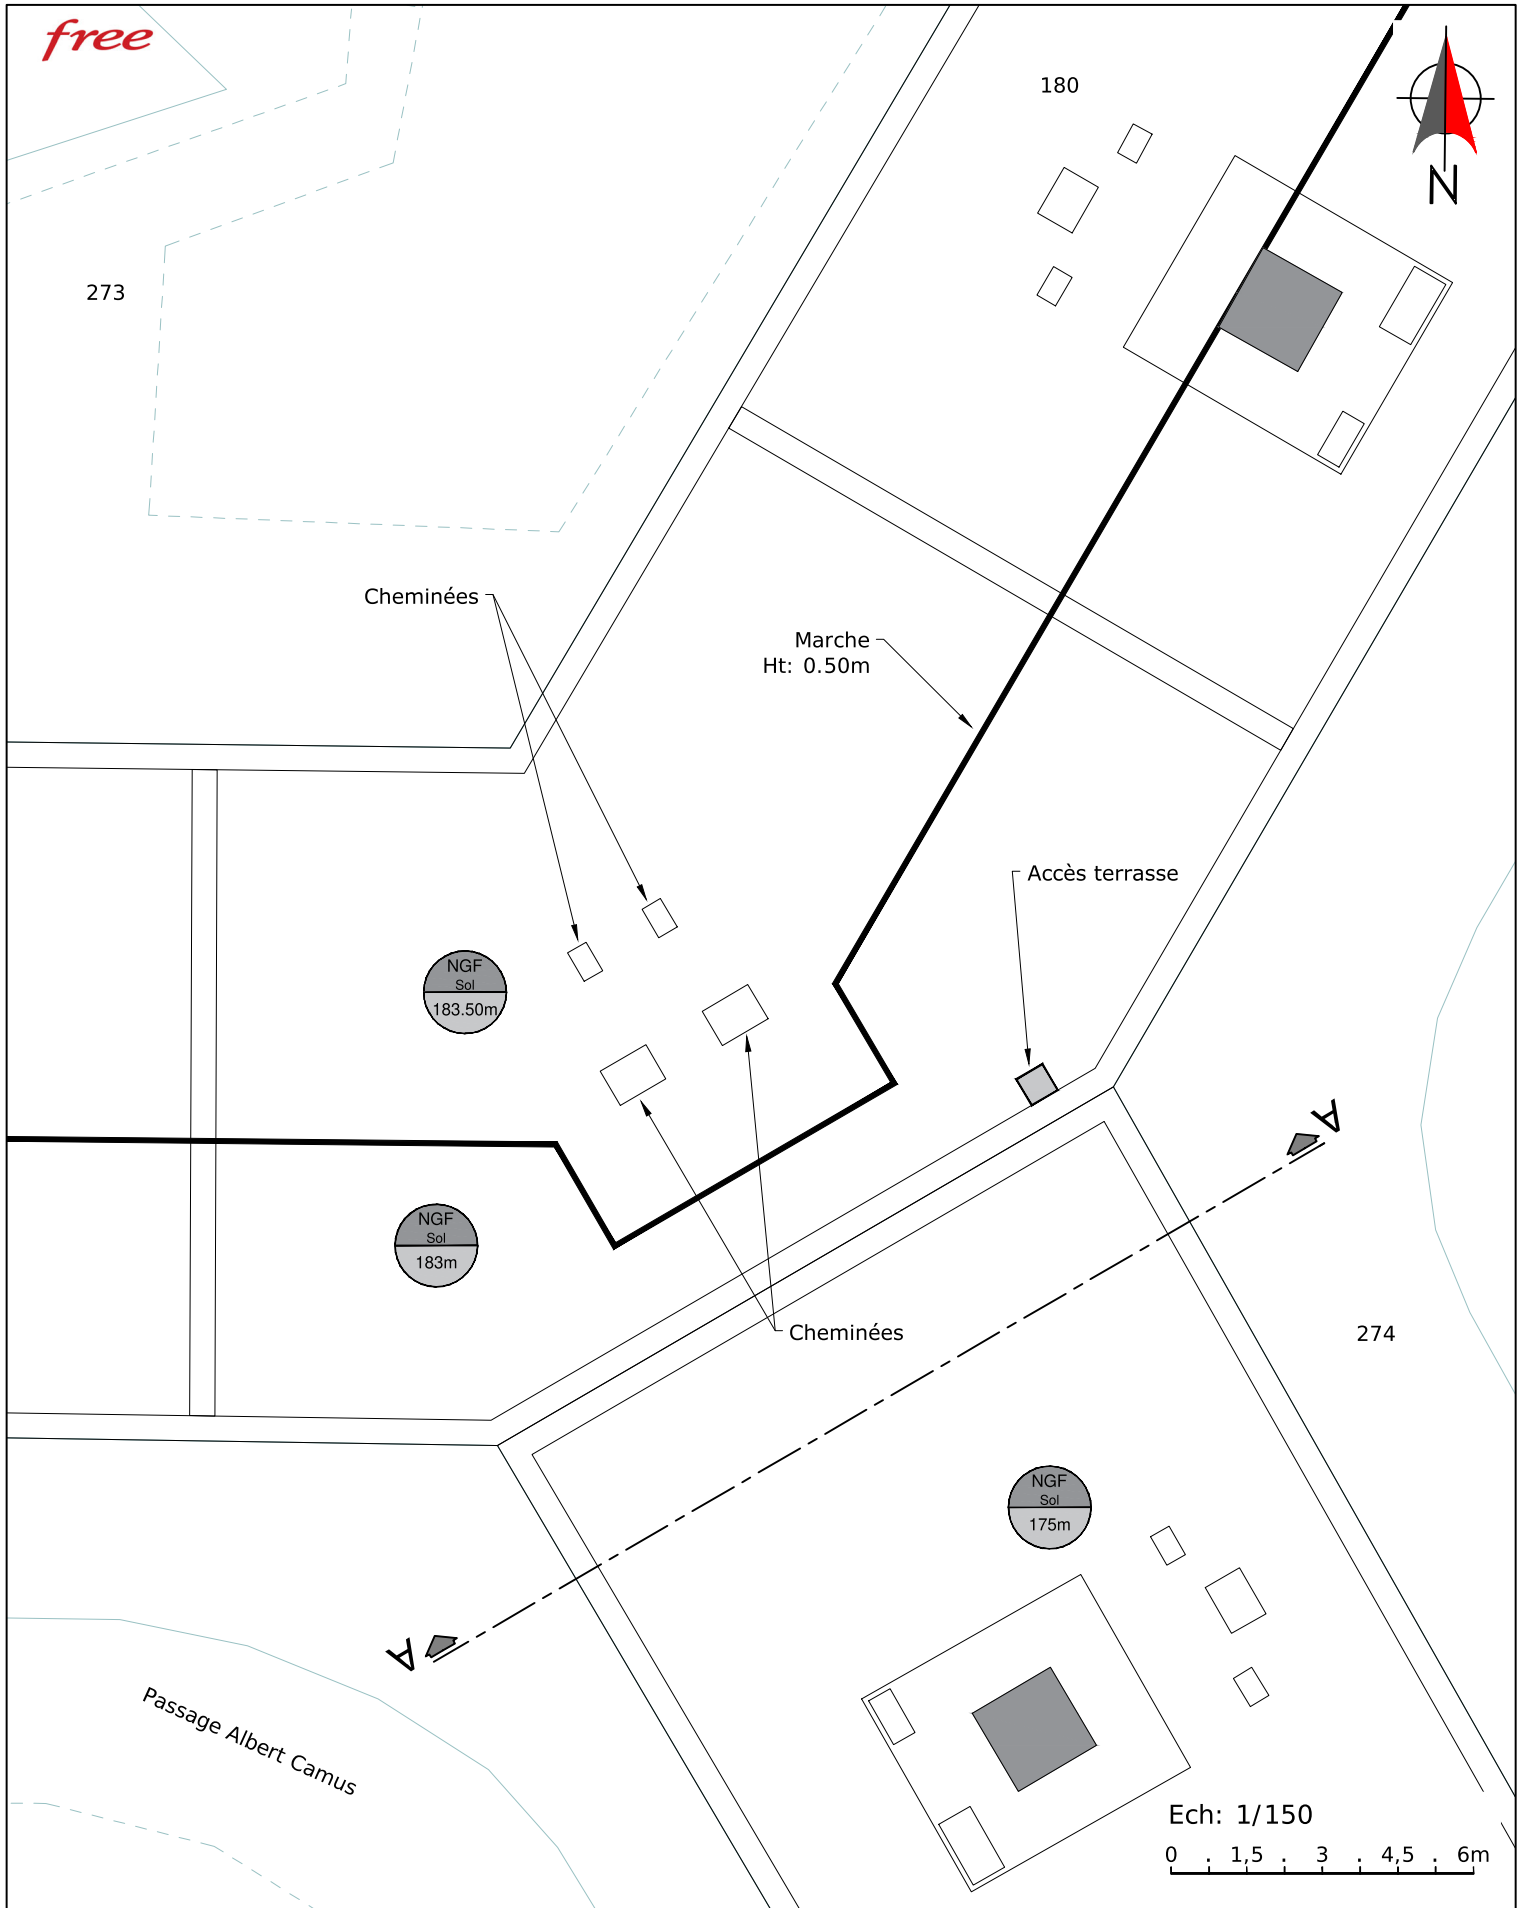 free
180
N
273
Cheminées
Marche
Ht: 0.50m
Accès terrasse
NGF
Sol
183.50m
A
NGF
Sol
183m
Cheminées
274
NGF
Sol
175m
A
Passage Albert Camus
Ech: 1/150
0 . 1,5 . 3 . 4,5 . 6m